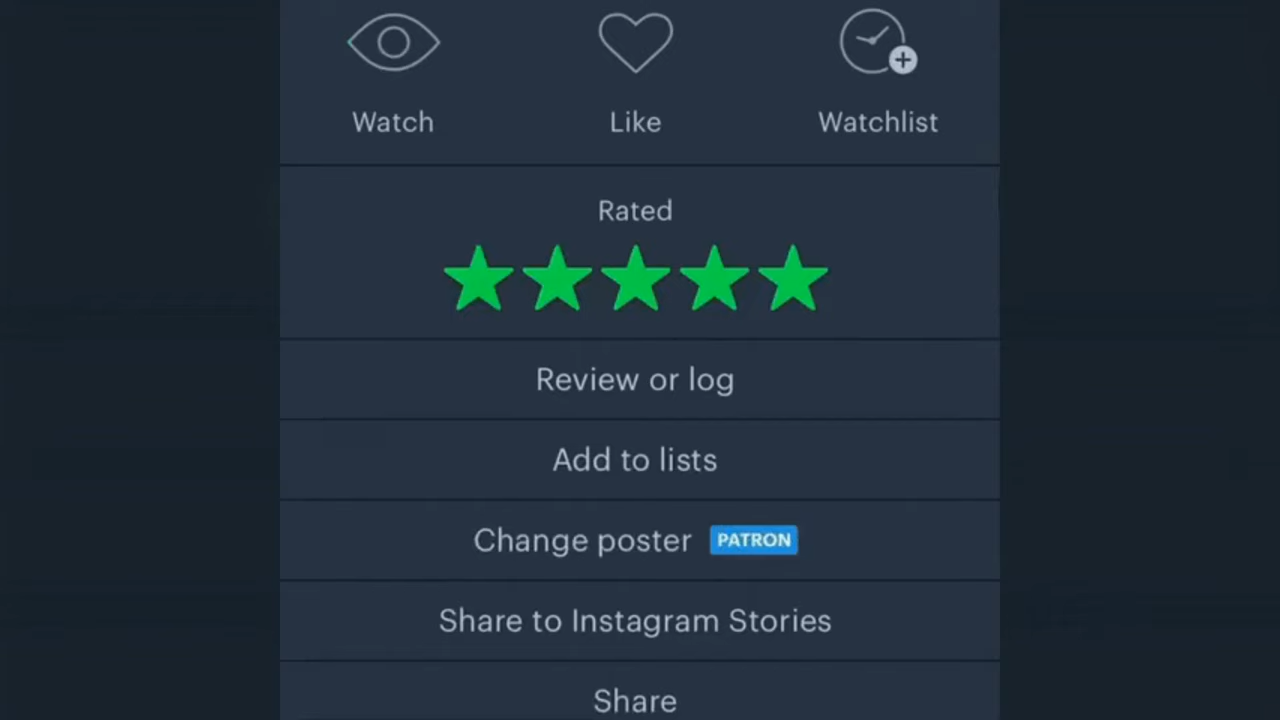 Watch Like Watchlist
Rated
Review or log
Add to lists
Change poster PATRON
Share to Instagram Stories
Share